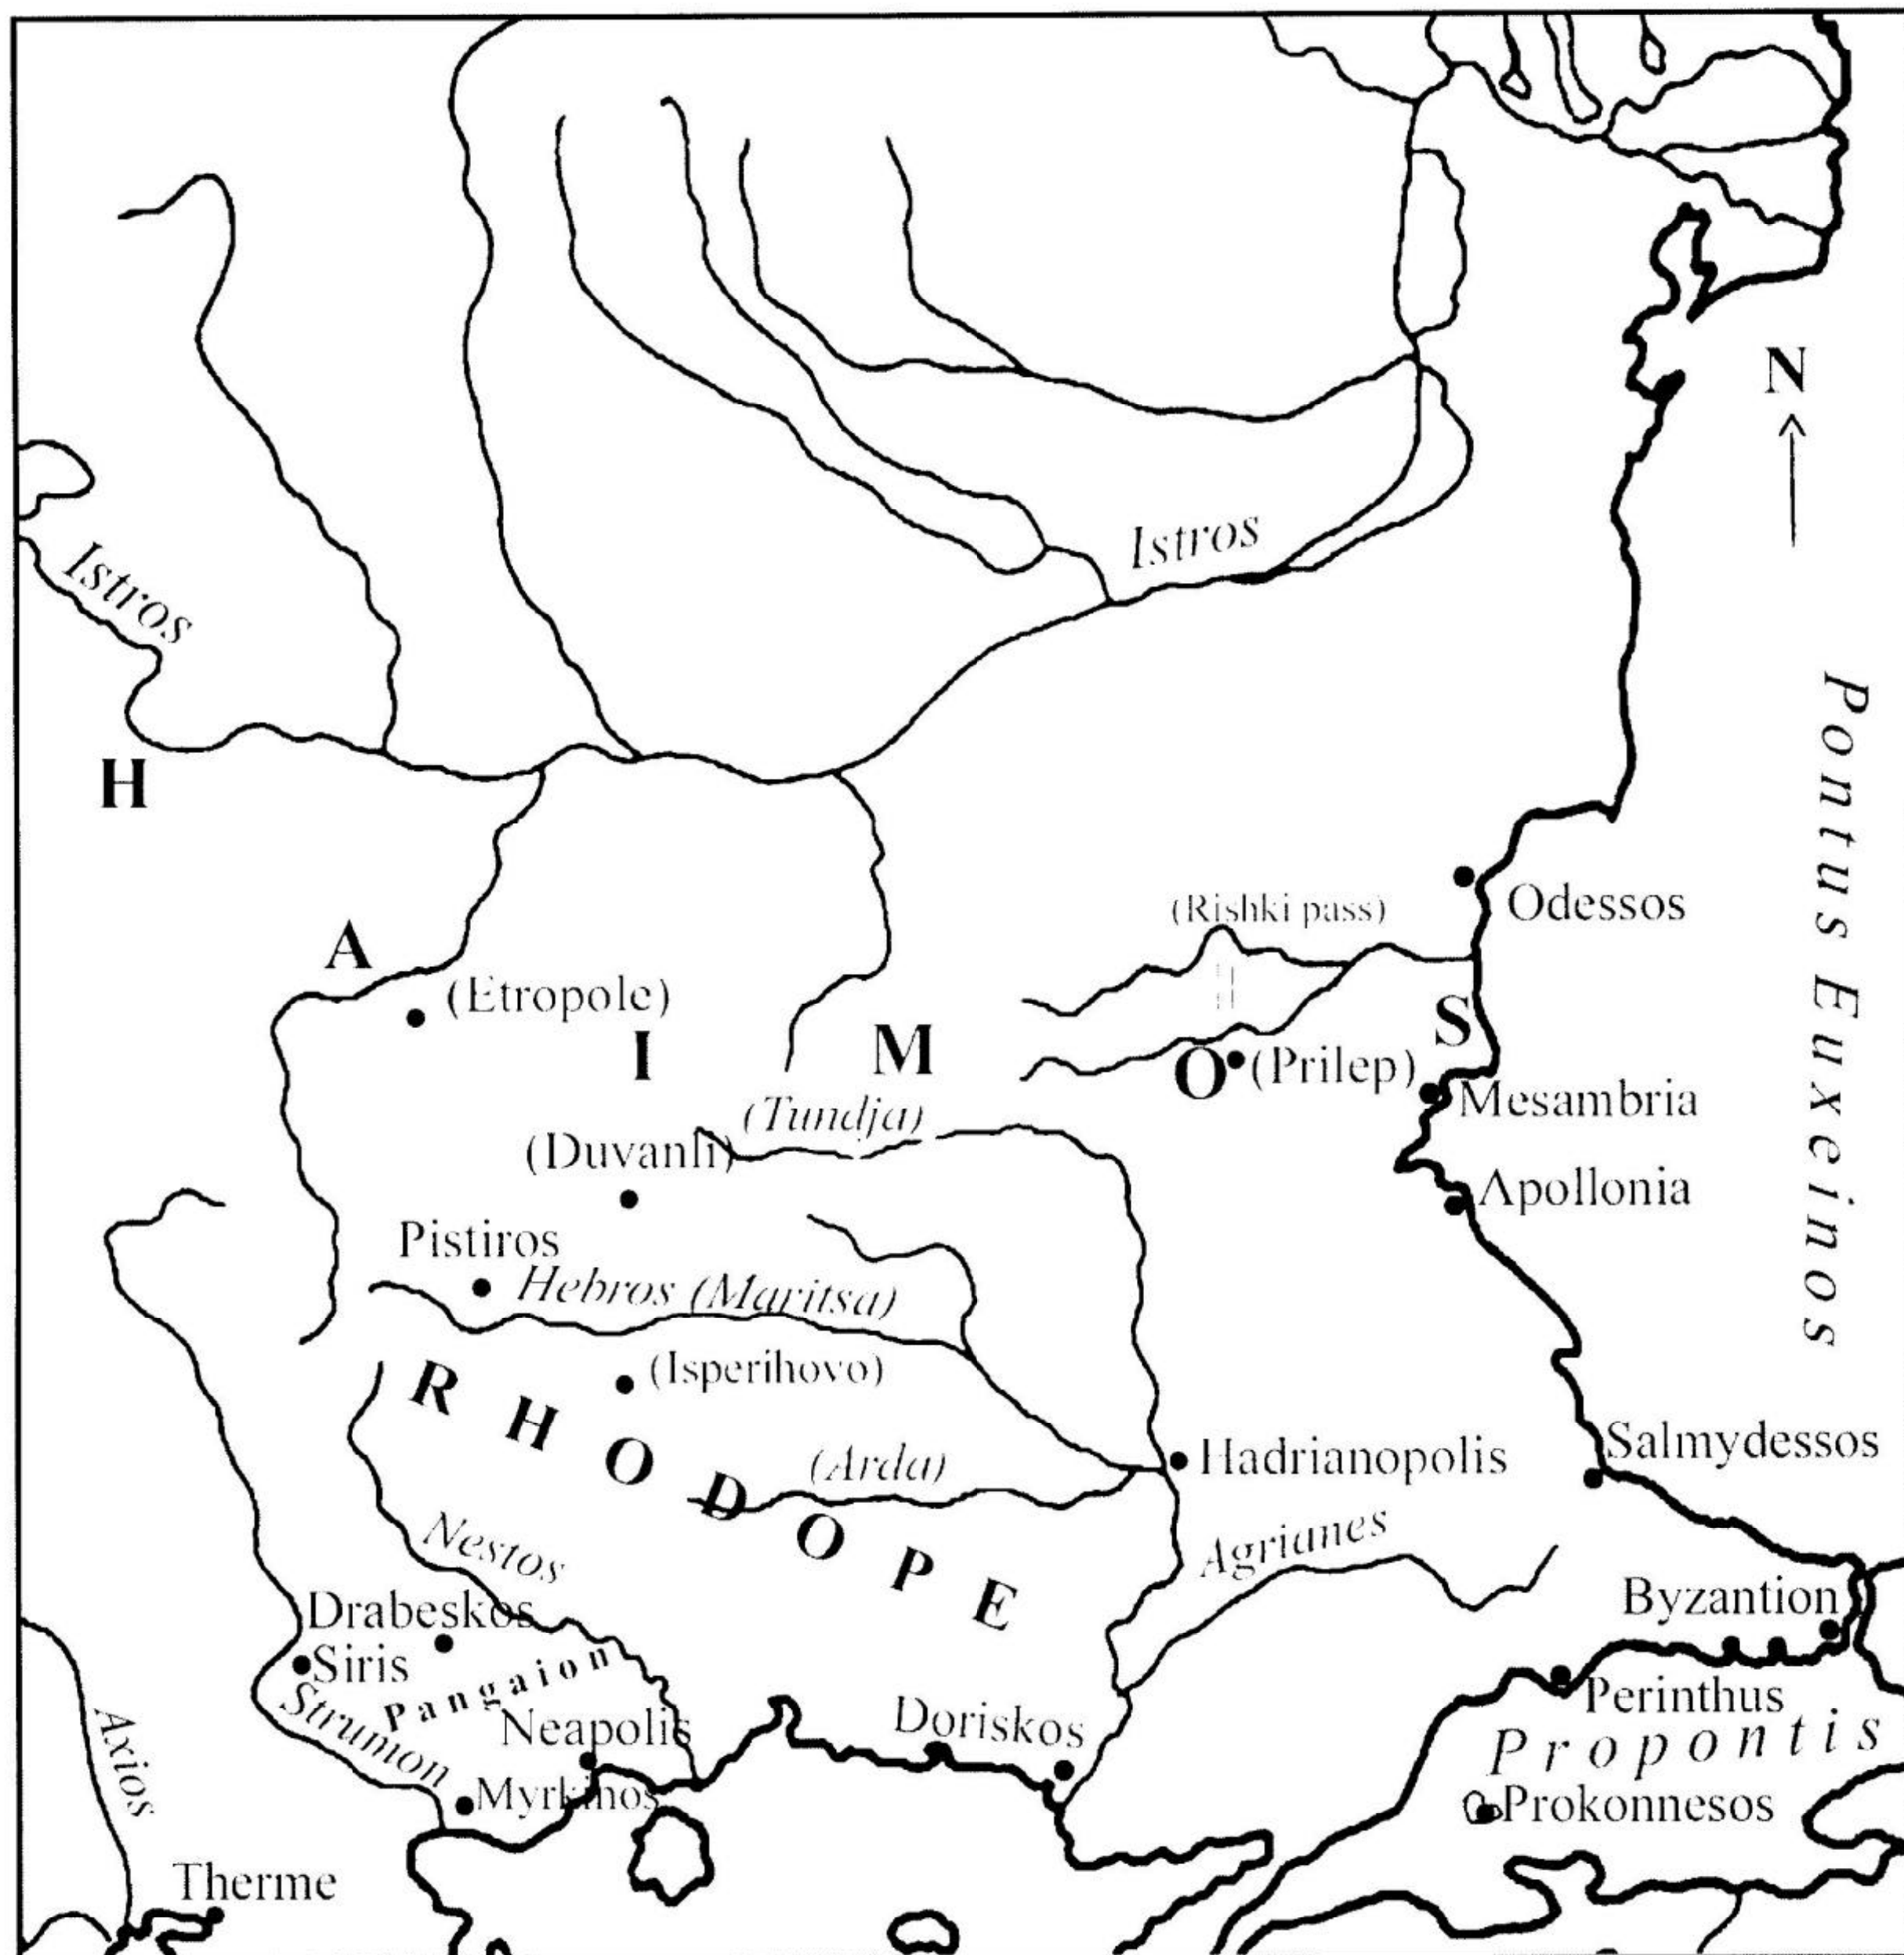 N
Istros
Istros
Pontus Euxeinos
H A I M O S
Odessos
(Rishki pass)
(Etropole)
(Prilep)
Mesambria
(Tundja)
(Duvanli)
Apollonia
Pistiros
Hebros (Maritsa)
(Isperihovo)
RHODOPE
(Arda)
Hadrianopolis
Salmydessos
Nestos
Agrianes
Drabeskos
Byzantion
Siris
Pangaion
Strumon
Neapolis
Doriskos
Perinthus
Propontis
Axios
Myrkinos
Prokonnesos
Therme